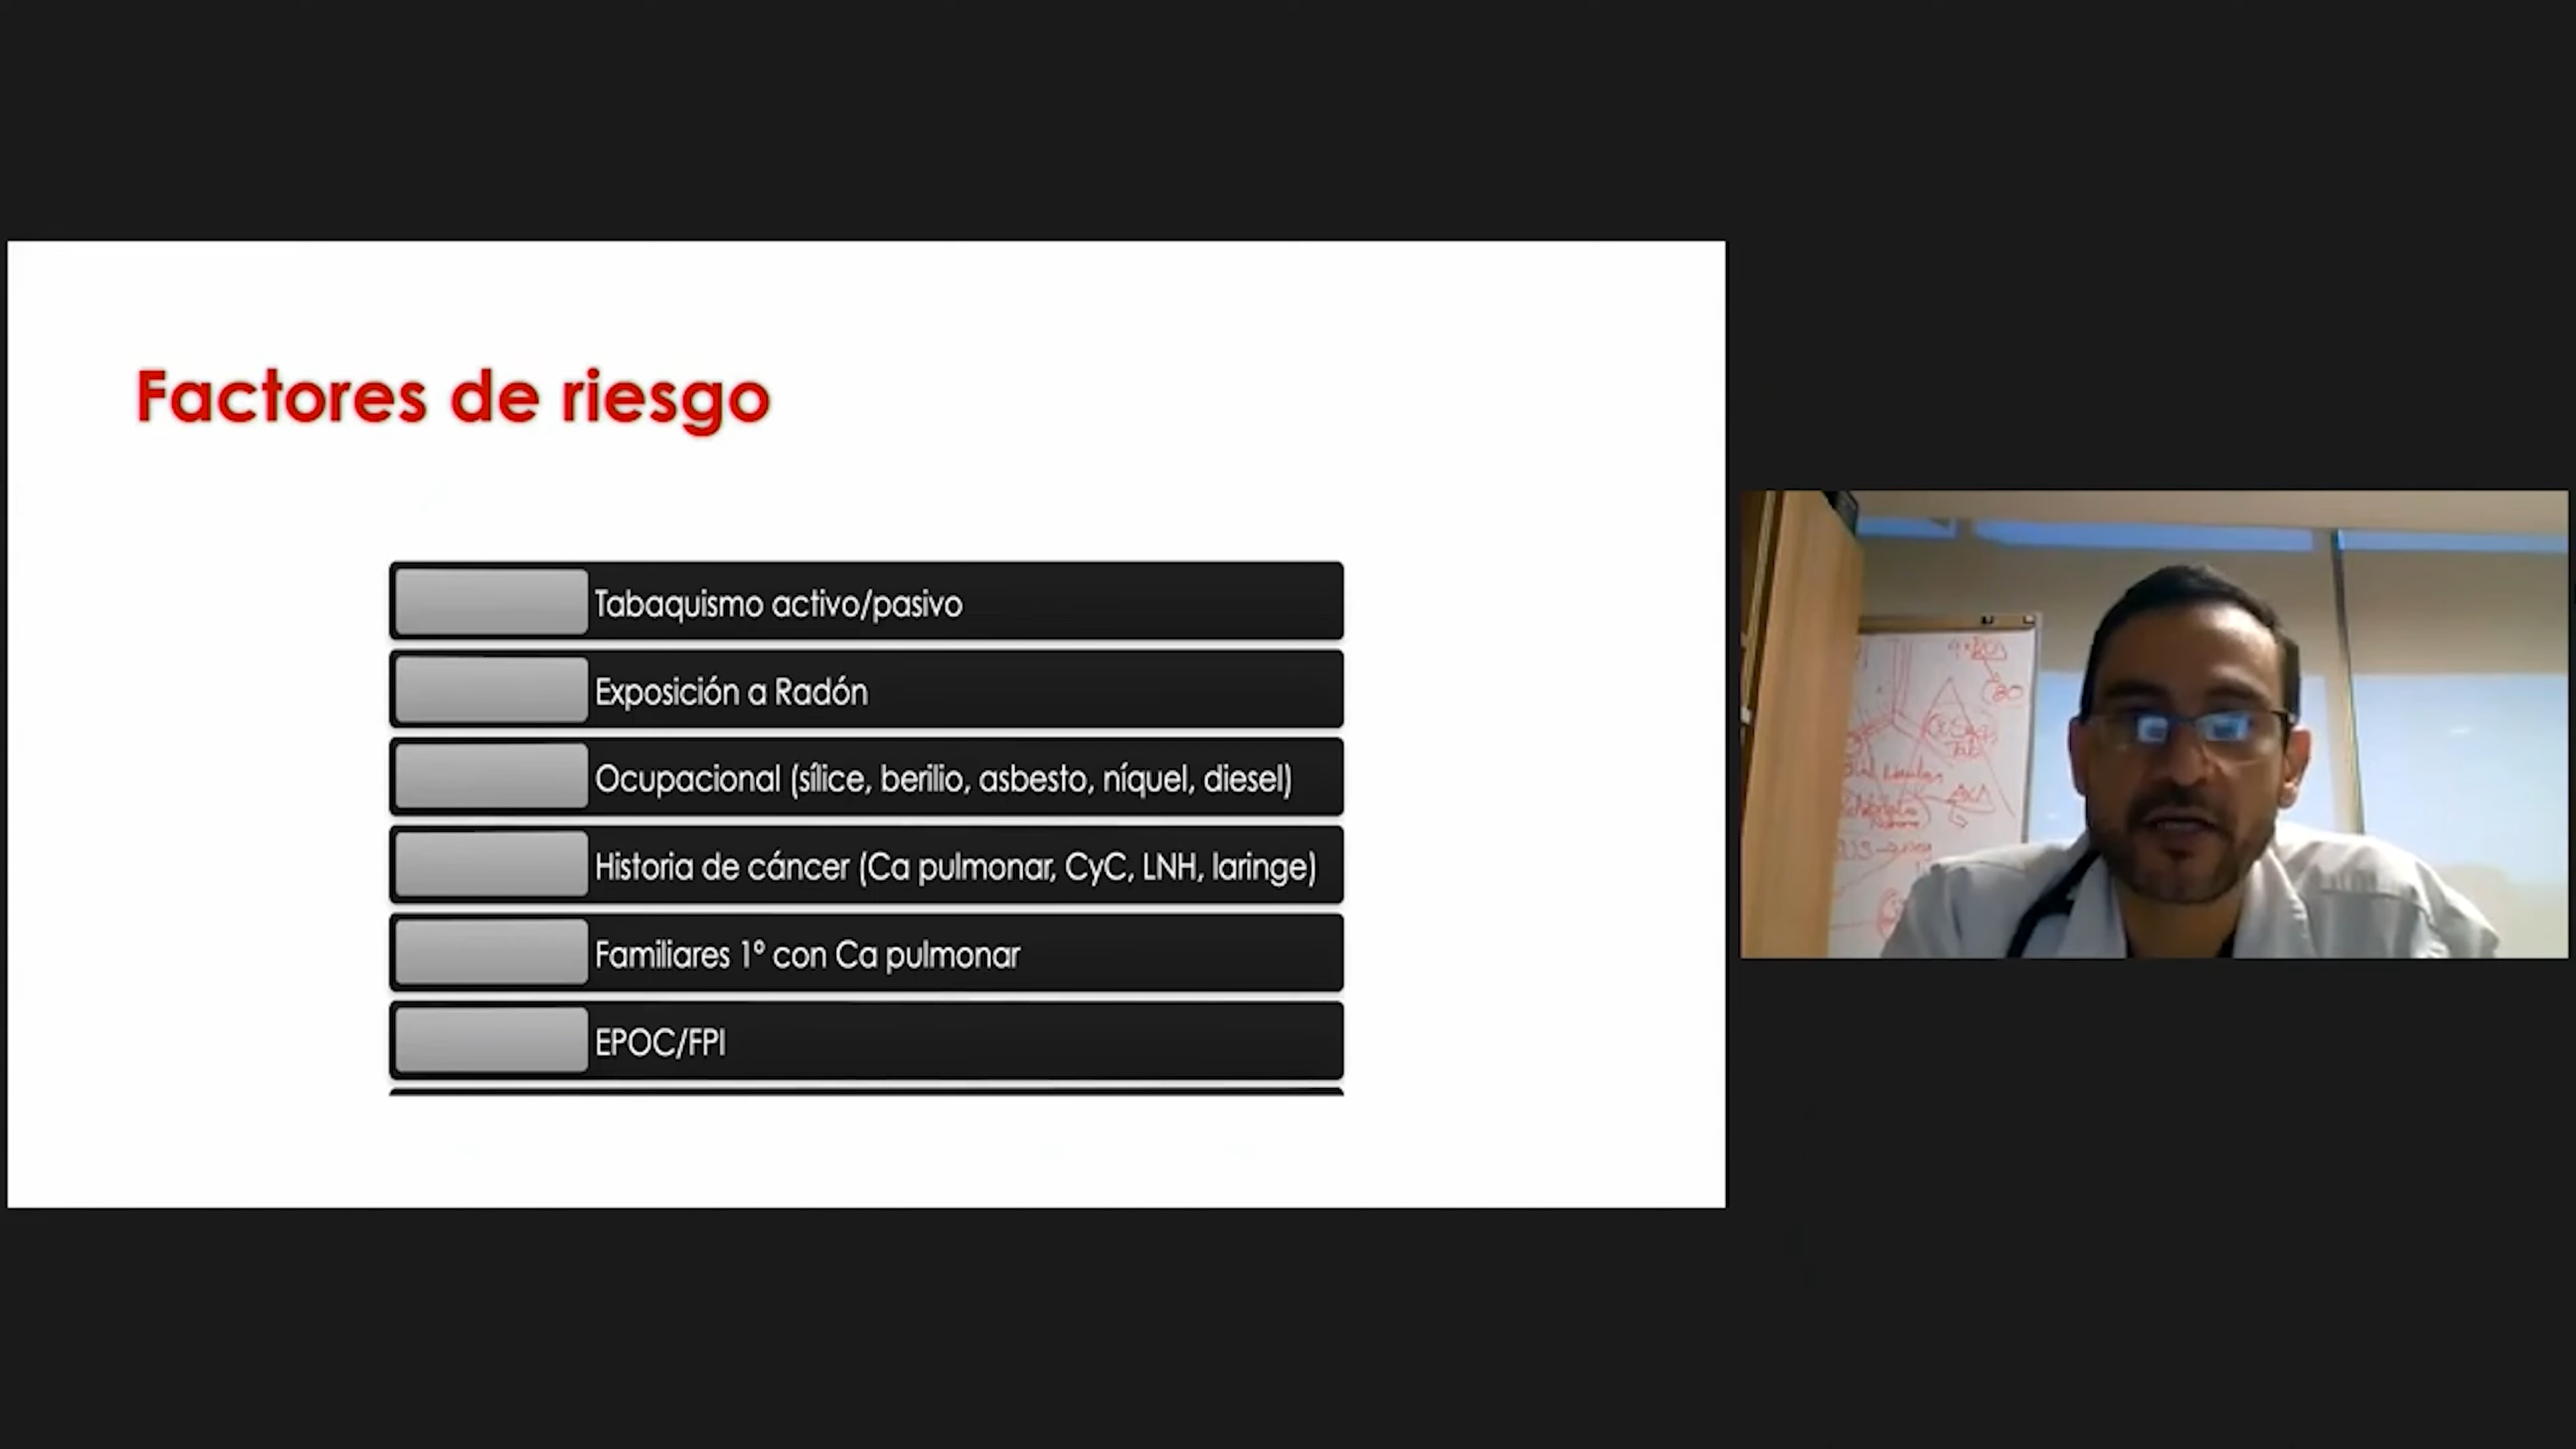 Factores de riesgo
Tabaquismo activo/pasivo
Exposición a Radón
Ocupacional (sílice, berilio, asbesto, níquel, diesel)
Historia de cáncer (Ca pulmonar, CyC, LNH, laringe)
Familiares 1º con Ca pulmonar
EPOC/FPI